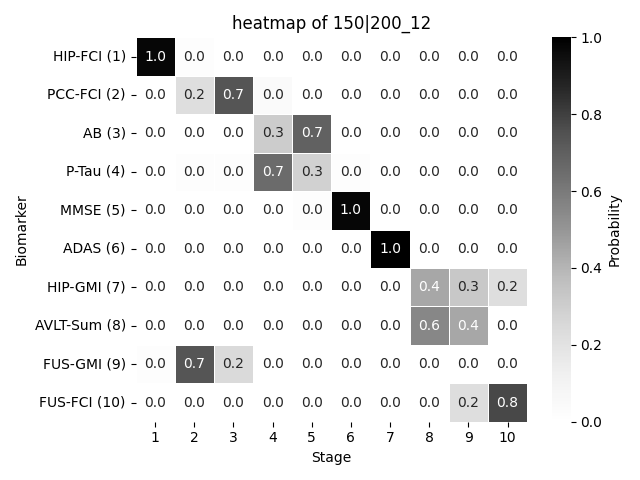 heatmap of 150|200_12
Biomarker
HIP-FCI (1) 1.0 0.0 0.0 0.0 0.0 0.0 0.0 0.0 0.0 0.0
PCC-FCI (2) 0.0 0.2 0.7 0.0 0.0 0.0 0.0 0.0 0.0 0.0
AB (3) 0.0 0.0 0.0 0.3 0.7 0.0 0.0 0.0 0.0 0.0
P-Tau (4) 0.0 0.0 0.0 0.7 0.3 0.0 0.0 0.0 0.0 0.0
MMSE (5) 0.0 0.0 0.0 0.0 0.0 1.0 0.0 0.0 0.0 0.0
ADAS (6) 0.0 0.0 0.0 0.0 0.0 0.0 1.0 0.0 0.0 0.0
HIP-GMI (7) 0.0 0.0 0.0 0.0 0.0 0.0 0.0 0.4 0.3 0.2
AVLT-Sum (8) 0.0 0.0 0.0 0.0 0.0 0.0 0.0 0.6 0.4 0.0
FUS-GMI (9) 0.0 0.7 0.2 0.0 0.0 0.0 0.0 0.0 0.0 0.0
FUS-FCI (10) 0.0 0.0 0.0 0.0 0.0 0.0 0.0 0.0 0.2 0.8
1 2 3 4 5 6 7 8 9 10
Stage
1.0
0.8
0.6
0.4
0.2
0.0
Probability